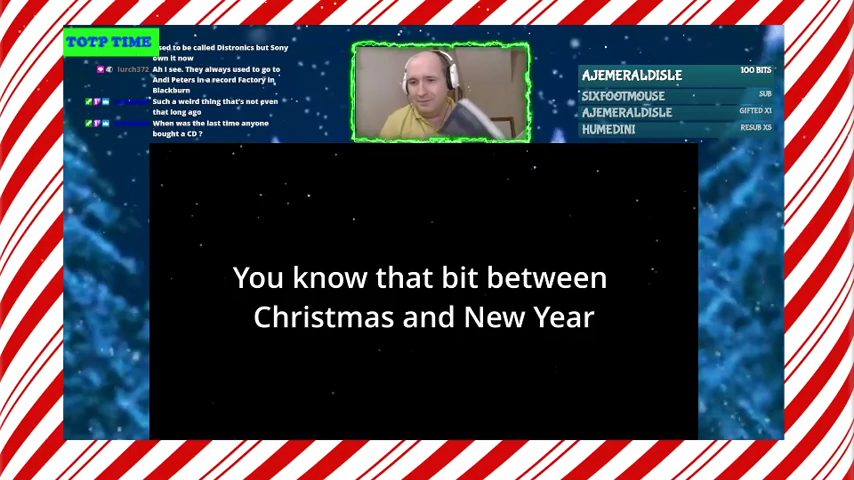 TOTP TIME
sed to be called Distronics but Sony
own it now
lurch372 Ah I see. They always used to go to
Andi Peters in a record Factory in
Blackburn
Such a weird thing that's not even
that long ago
When was the last time anyone
bought a CD ?
AJEMERALDISLE 100 BITS
SIXFOOTMOUSE SUB
AJEMERALDISLE GIFTED X1
HUMEDINI RESUB X5
You know that bit between
Christmas and New Year